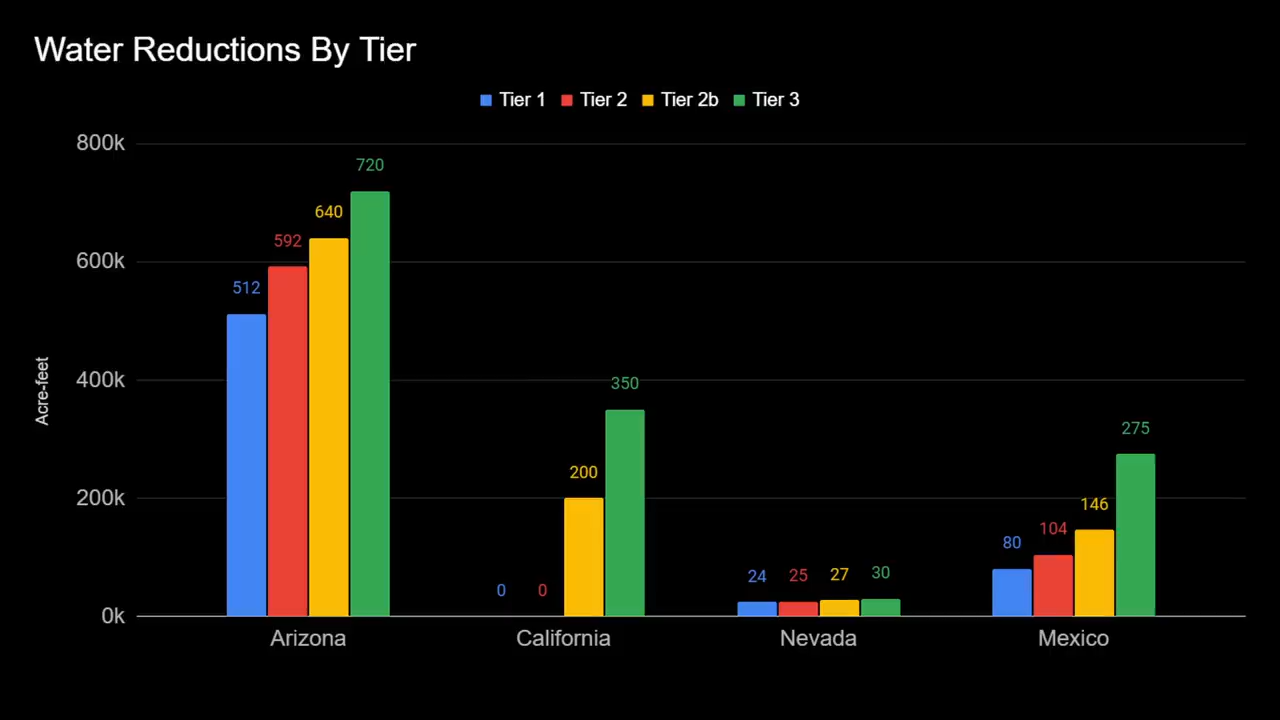 Water Reductions By Tier
Tier 1 Tier 2 Tier 2b Tier 3
800k
600k
400k
200k
0k
Acre-feet
512 592 640 720
0 0 200 350
24 25 27 30
80 104 146 275
Arizona California Nevada Mexico